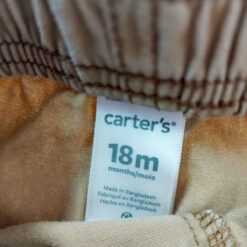 carter's®
18m
months/mois
Made in Bangladesh
Fabriqué au Bangladesh
Hecho en Bangladesh